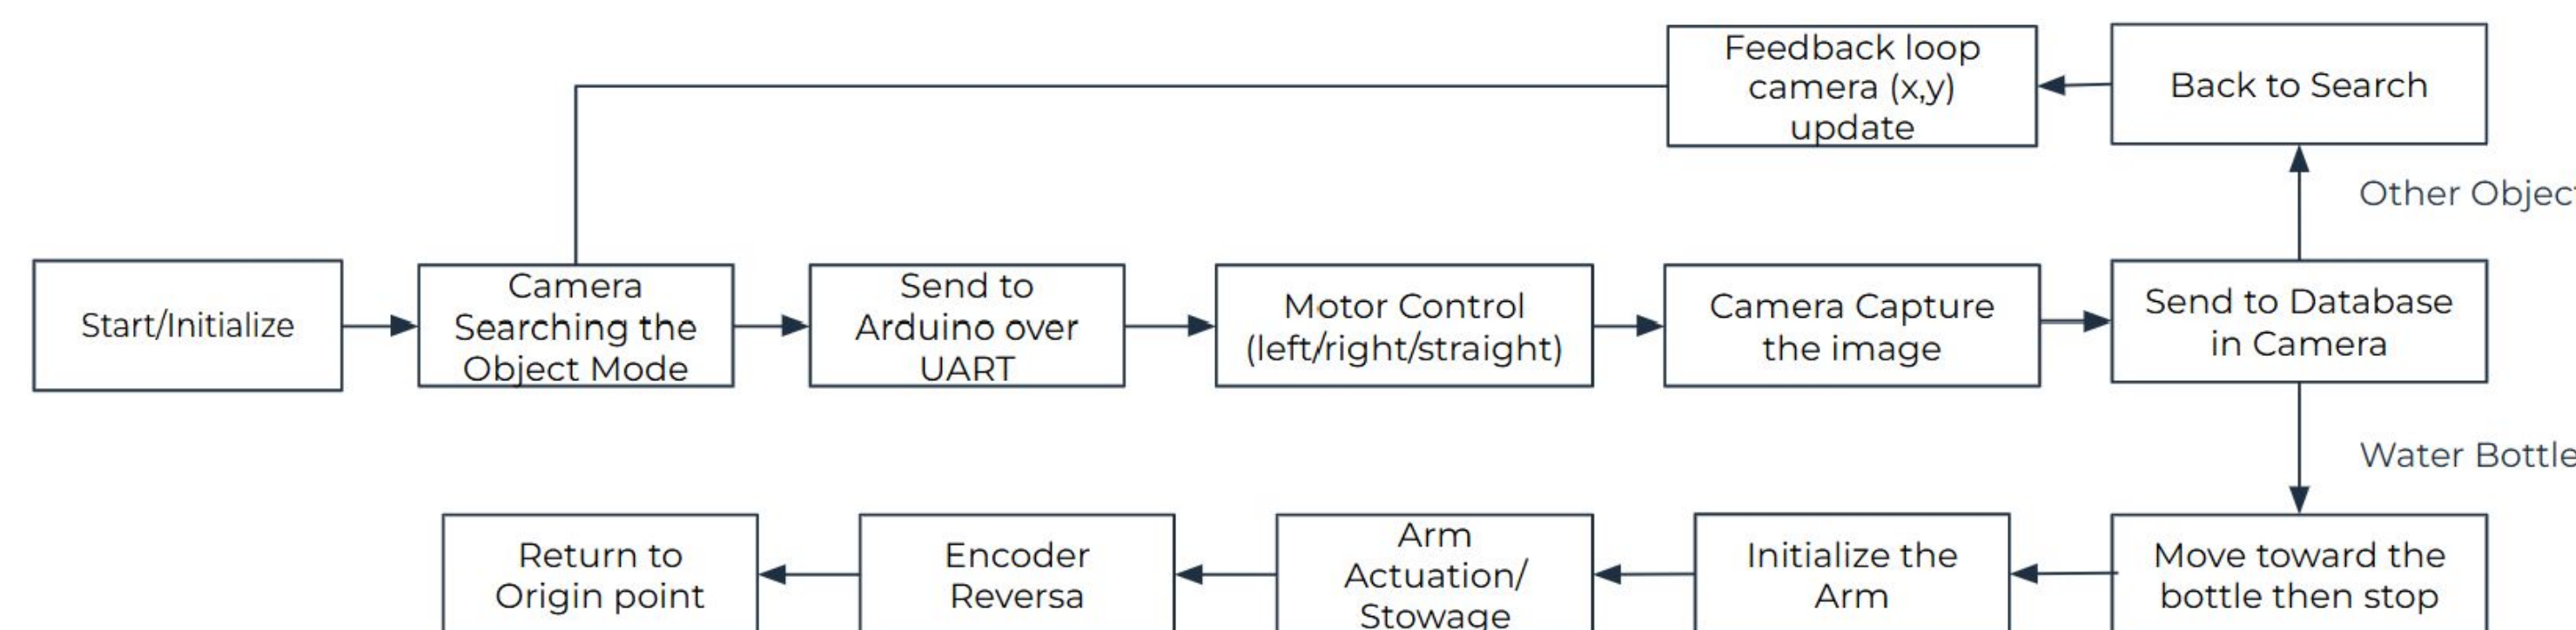 Feedback loop
camera (x,y)
update
Back to Search
Other Objec
Start/Initialize
Camera
Searching the
Object Mode
Send to
Arduino over
UART
Motor Control
(left/right/straight)
Camera Capture
the image
Send to Database
in Camera
Water Bottle
Return to
Origin point
Encoder
Reversa
Arm
Actuation/
Stowage
Initialize the
Arm
Move toward the
bottle then stop